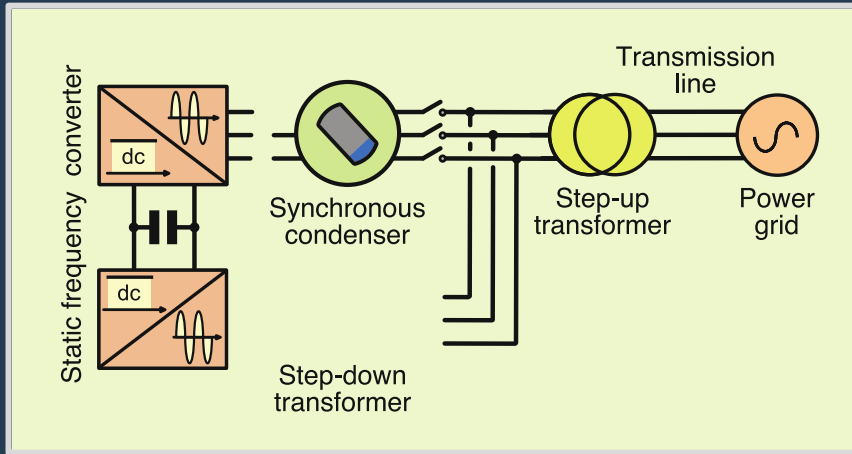 Static frequency converter
dc
dc
Synchronous
condenser
Step-down
transformer
Transmission
line
Step-up
transformer
Power
grid